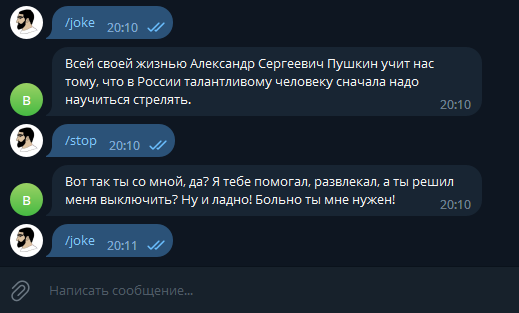 /joke 20:10
Всей своей жизнью Александр Сергеевич Пушкин учит нас
тому, что в России талантливому человеку сначала надо
научиться стрелять.
20:10
В
/stop 20:10
Вот так ты со мной, да? Я тебе помогал, развлекал, а ты решил
меня выключить? Ну и ладно! Больно ты мне нужен!
20:10
В
/joke 20:11
Написать сообщение...